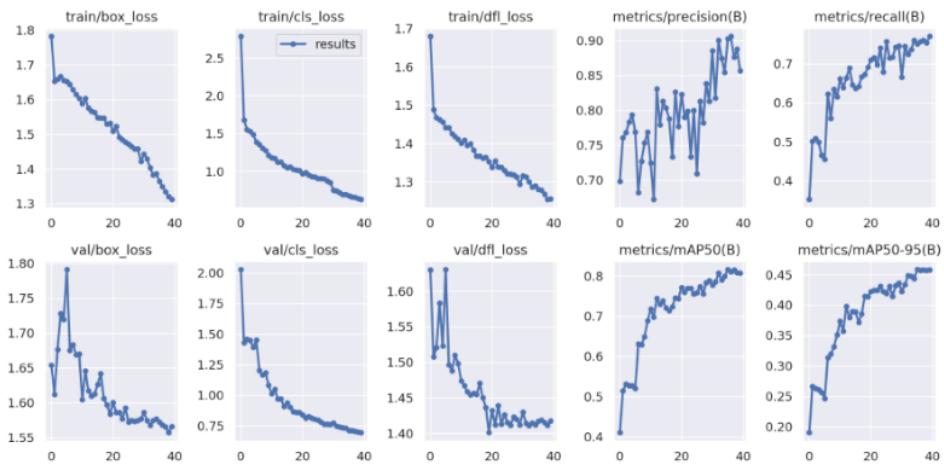 train/box_loss
train/cls_loss
train/dfl_loss
metrics/precision(B)
metrics/recall(B)
1.8
1.7
1.6
1.5
1.4
1.3
0 20 40
results
2.5
2.0
1.5
1.0
0 20 40
1.7
1.6
1.5
1.4
1.3
0 20 40
0.90
0.85
0.80
0.75
0.70
0 20 40
0.7
0.6
0.5
0.4
0 20 40
val/box_loss
val/cls_loss
val/dfl_loss
metrics/mAP50(B)
metrics/mAP50-95(B)
1.80
1.75
1.70
1.65
1.60
1.55
0 20 40
2.00
1.75
1.50
1.25
1.00
0.75
0 20 40
1.60
1.55
1.50
1.45
1.40
0 20 40
0.8
0.7
0.6
0.5
0.4
0 20 40
0.45
0.40
0.35
0.30
0.25
0.20
0 20 40